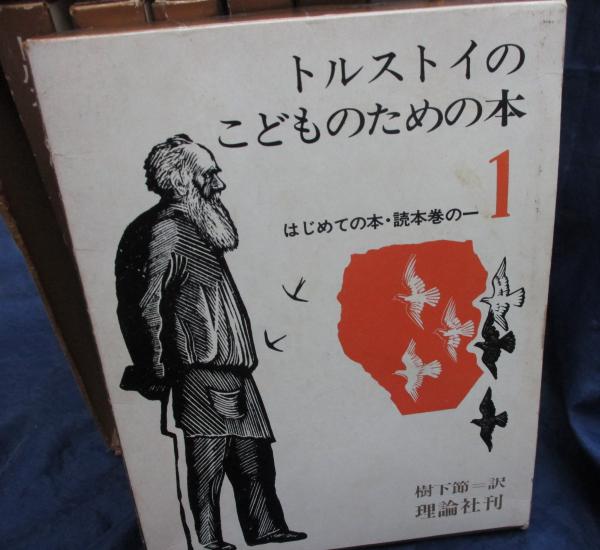 トルストイの
こどものための本
1
はじめての本・読本巻の一
樹下節＝訳
理論社刊